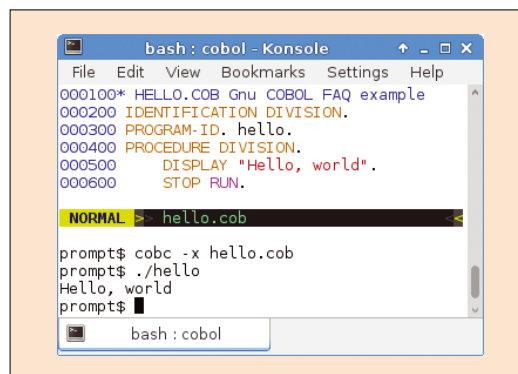 bash : cobol – Konsole
File Edit View Bookmarks Settings Help
000100* HELLO.COB Gnu COBOL FAQ example
000200 IDENTIFICATION DIVISION.
000300 PROGRAM-ID. hello.
000400 PROCEDURE DIVISION.
000500     DISPLAY "Hello, world".
000600     STOP RUN.
NORMAL >> hello.cob <<
prompt$ cobc -x hello.cob
prompt$ ./hello
Hello, world
prompt$
bash : cobol